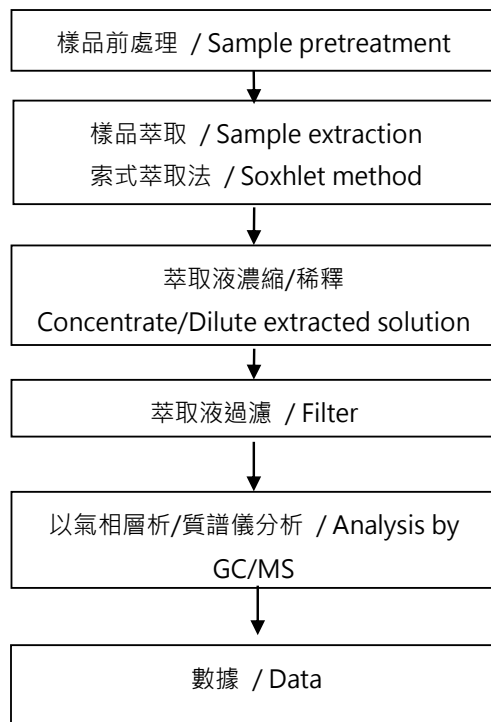 樣品前處理 / Sample pretreatment
樣品萃取 / Sample extraction
索式萃取法 / Soxhlet method
萃取液濃縮/稀釋
Concentrate/Dilute extracted solution
萃取液過濾 / Filter
以氣相層析/質譜儀分析 / Analysis by
GC/MS
數據 / Data